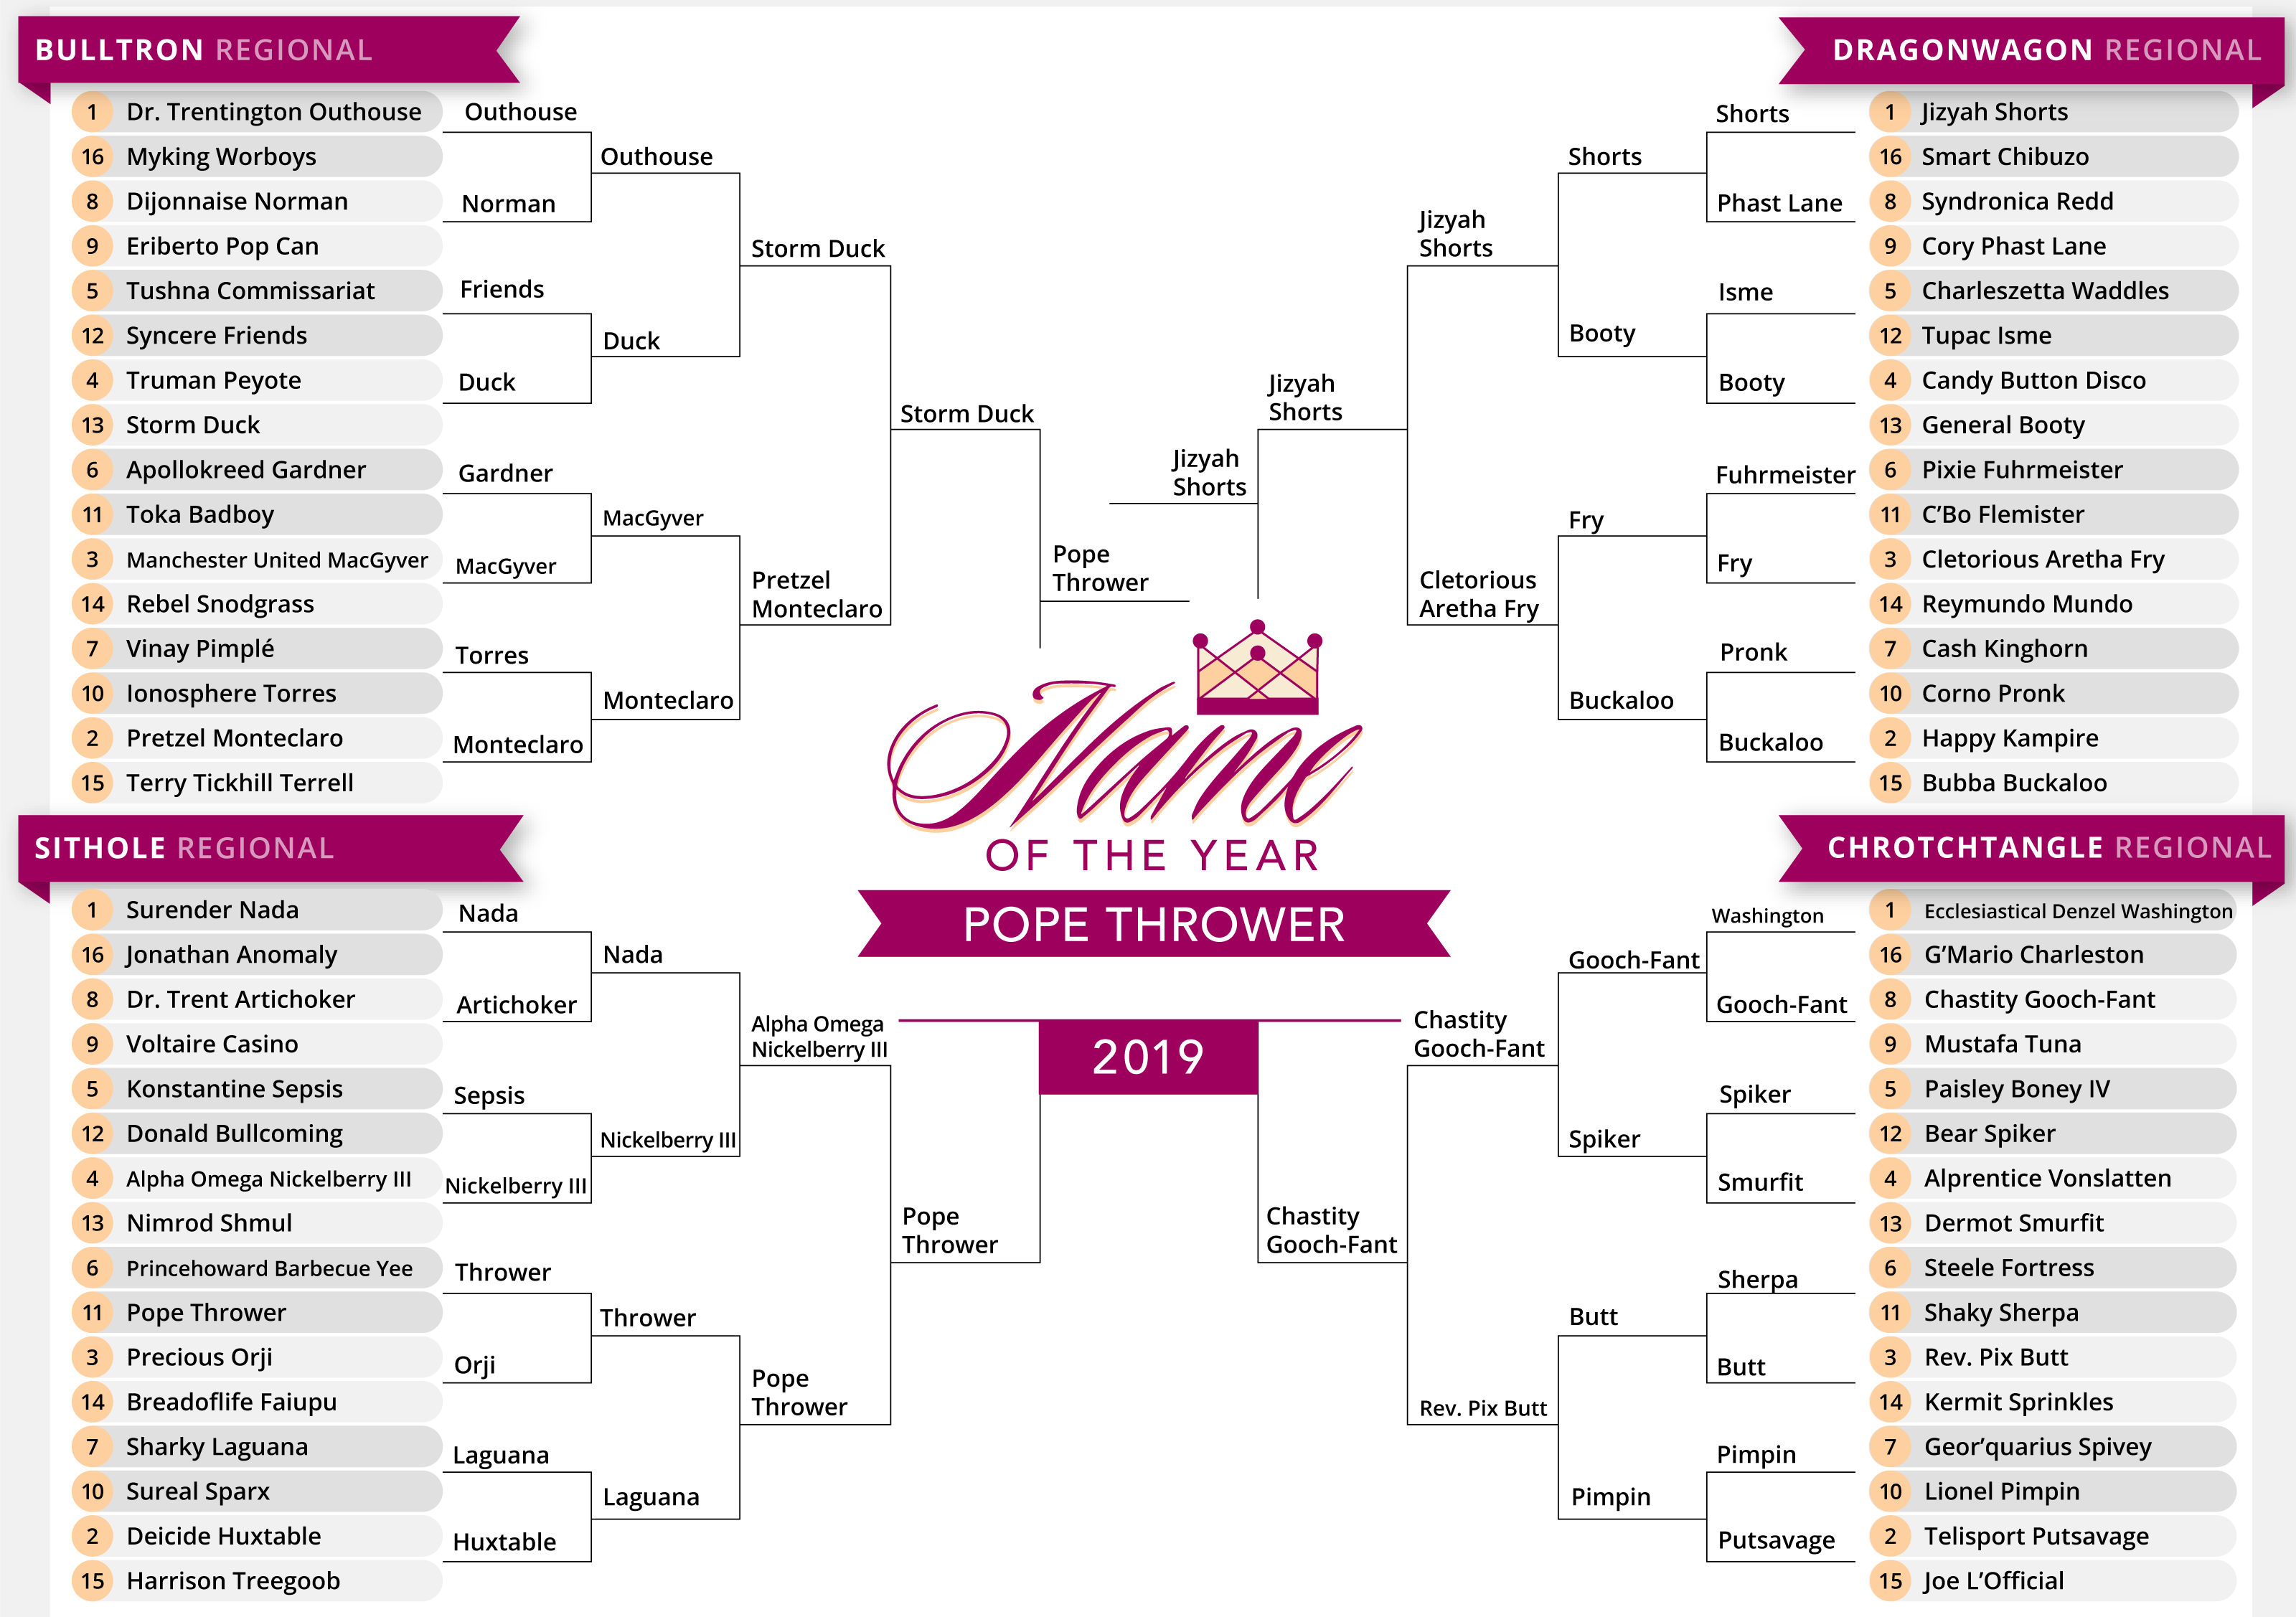 BULLTRON REGIONAL
1 Dr. Trentington Outhouse
16 Myking Worboys
8 Dijonnaise Norman
9 Eriberto Pop Can
5 Tushna Commissariat
12 Syncere Friends
4 Truman Peyote
13 Storm Duck
6 Apollokreed Gardner
11 Toka Badboy
3 Manchester United MacGyver
14 Rebel Snodgrass
7 Vinay Pimplé
10 Ionosphere Torres
2 Pretzel Monteclaro
15 Terry Tickhill Terrell
Outhouse
Norman
Friends
Duck
Gardner
MacGyver
Torres
Monteclaro
Outhouse
Duck
MacGyver
Monteclaro
Storm Duck
Pretzel
Monteclaro
Storm Duck
SITHOLE REGIONAL
1 Surender Nada
16 Jonathan Anomaly
8 Dr. Trent Artichoker
9 Voltaire Casino
5 Konstantine Sepsis
12 Donald Bullcoming
4 Alpha Omega Nickelberry III
13 Nimrod Shmul
6 Princehoward Barbecue Yee
11 Pope Thrower
3 Precious Orji
14 Breadoflife Faiupu
7 Sharky Laguana
10 Sureal Sparx
2 Deicide Huxtable
15 Harrison Treegoob
Nada
Artichoker
Sepsis
Nickelberry III
Thrower
Orji
Laguana
Huxtable
Nada
Nickelberry III
Thrower
Laguana
Alpha Omega
Nickelberry III
Pope
Thrower
Pope
Thrower
Pope
Thrower
Jizyah
Shorts
Name
OF THE YEAR
POPE THROWER
2019
DRAGONWAGON REGIONAL
1 Jizyah Shorts
16 Smart Chibuzo
8 Syndronica Redd
9 Cory Phast Lane
5 Charleszetta Waddles
12 Tupac Isme
4 Candy Button Disco
13 General Booty
6 Pixie Fuhrmeister
11 C’Bo Flemister
3 Cletorious Aretha Fry
14 Reymundo Mundo
7 Cash Kinghorn
10 Corno Pronk
2 Happy Kampire
15 Bubba Buckaloo
Shorts
Phast Lane
Isme
Booty
Fuhrmeister
Fry
Pronk
Buckaloo
Shorts
Booty
Fry
Buckaloo
Jizyah
Shorts
Cletorious
Aretha Fry
Jizyah
Shorts
CHROTCHTANGLE REGIONAL
1 Ecclesiastical Denzel Washington
16 G’Mario Charleston
8 Chastity Gooch-Fant
9 Mustafa Tuna
5 Paisley Boney IV
12 Bear Spiker
4 Alprentice Vonslatten
13 Dermot Smurfit
6 Steele Fortress
11 Shaky Sherpa
3 Rev. Pix Butt
14 Kermit Sprinkles
7 Geor’quarius Spivey
10 Lionel Pimpin
2 Telisport Putsavage
15 Joe L’Official
Washington
Gooch-Fant
Spiker
Smurfit
Sherpa
Butt
Pimpin
Putsavage
Gooch-Fant
Spiker
Butt
Pimpin
Chastity
Gooch-Fant
Rev. Pix Butt
Chastity
Gooch-Fant